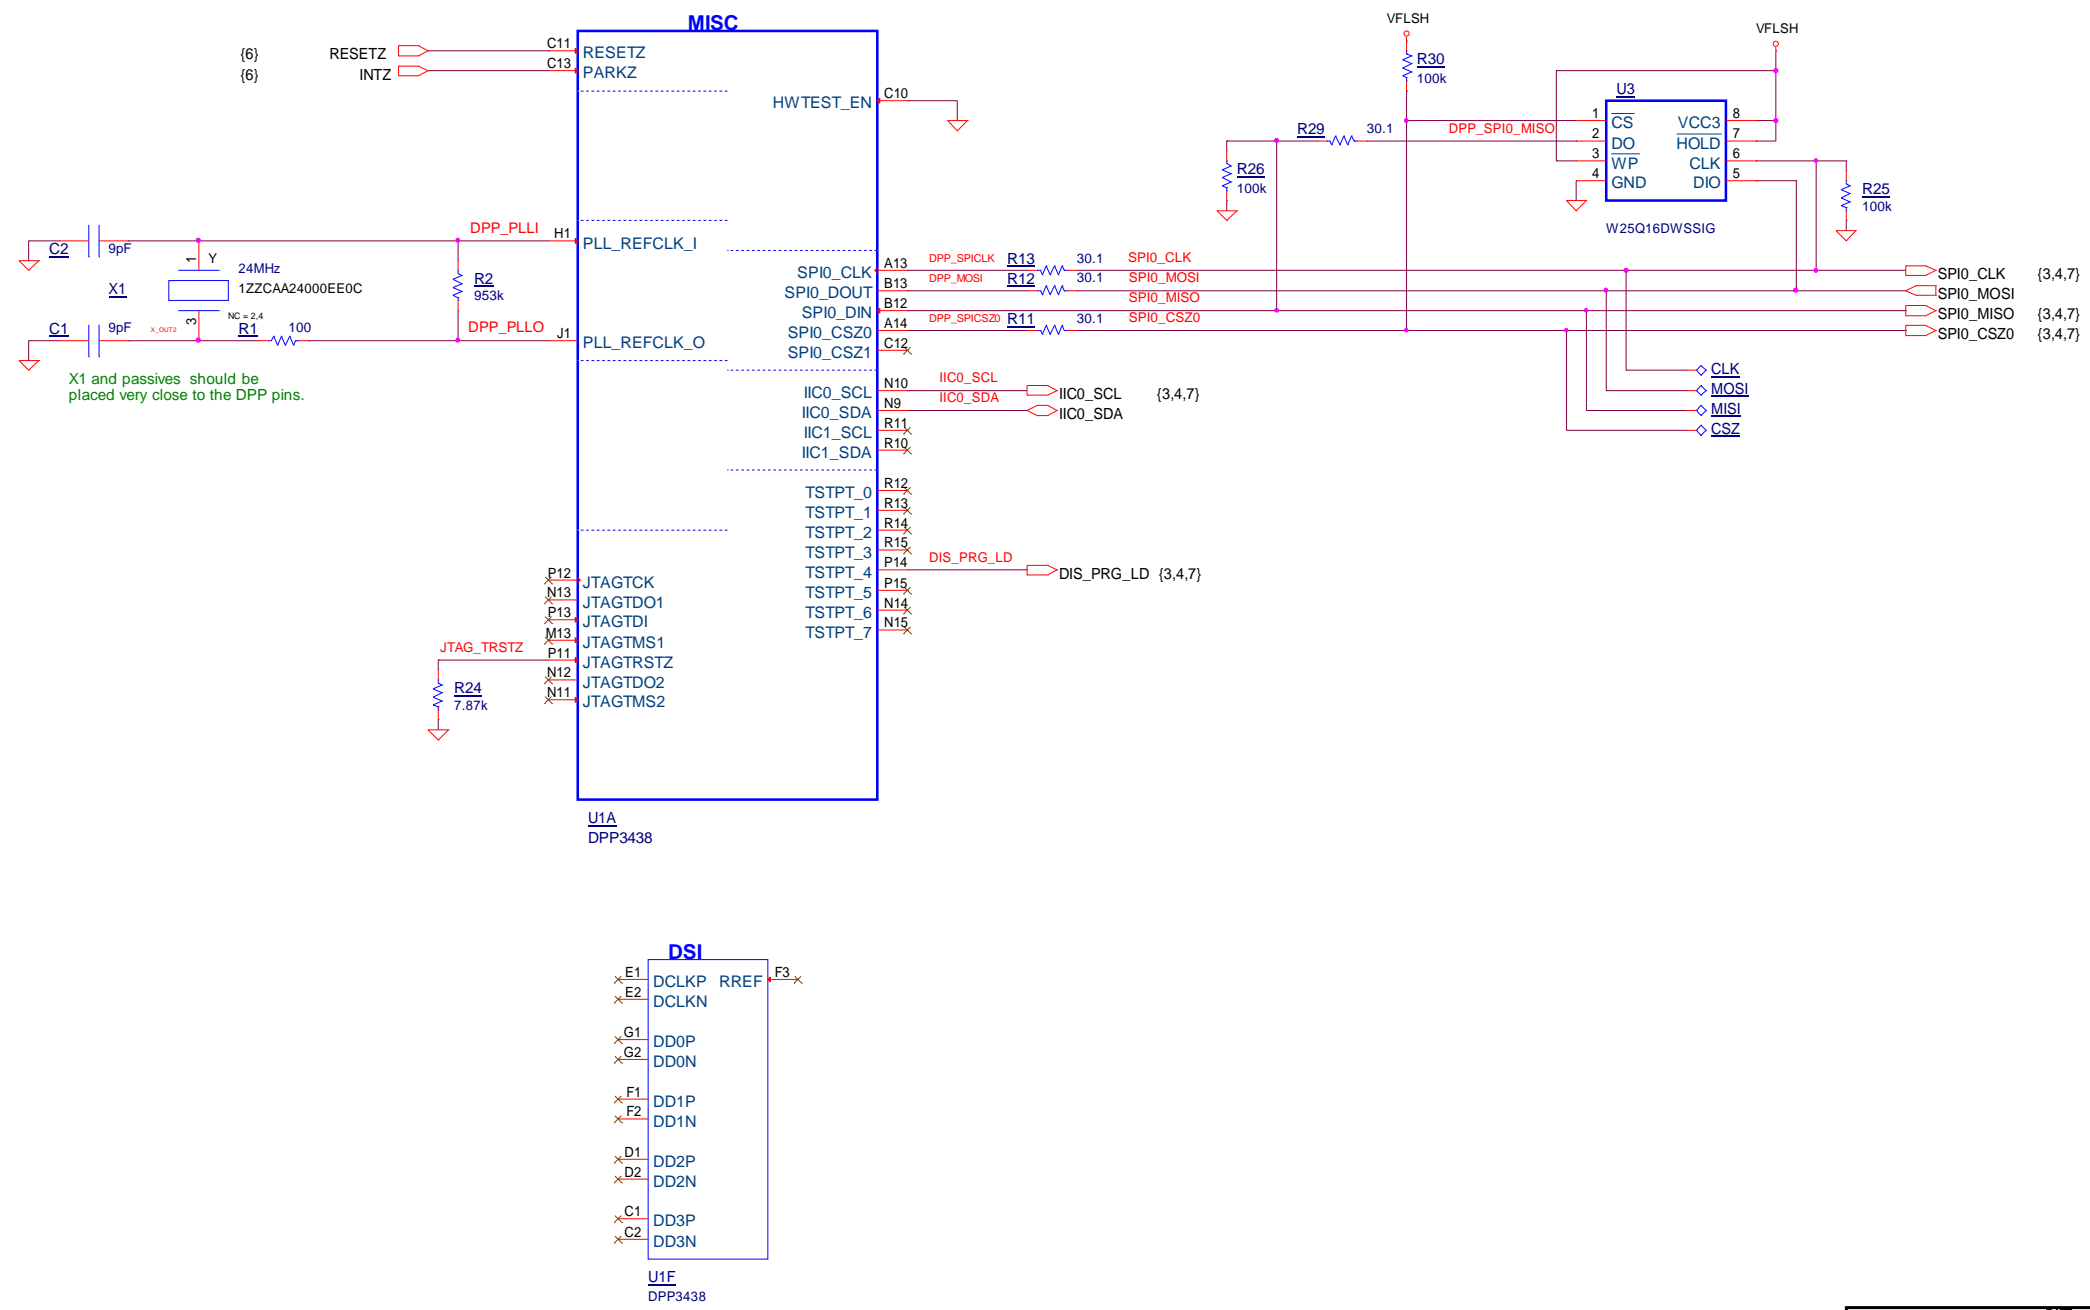 MISC
{6} RESETZ C11 RESETZ
{6} INTZ C13 PARKZ
HWTEST_EN C10
C2 9pF DPP_PLLI H1 PLL_REFCLK_I
1 Y
24MHz
X1 1ZZCAA24000EE0C
R2
953k
3 NC = 2,4
C1 9pF X_OUT2 R1 100 DPP_PLLO J1 PLL_REFCLK_O
X1 and passives should be
placed very close to the DPP pins.
SPI0_CLK A13 DPP_SPICLK R13 30.1 SPI0_CLK
SPI0_DOUT B13 DPP_MOSI R12 30.1 SPI0_MOSI
SPI0_DIN B12 SPI0_MISO
SPI0_CSZ0 A14 DPP_SPICSZ0 R11 30.1 SPI0_CSZ0
SPI0_CSZ1 C12
IIC0_SCL N10 IIC0_SCL IIC0_SCL {3,4,7}
IIC0_SDA N9 IIC0_SDA IIC0_SDA
IIC1_SCL R11
IIC1_SDA R10
TSTPT_0 R12
TSTPT_1 R13
TSTPT_2 R14
TSTPT_3 R15
TSTPT_4 P14 DIS_PRG_LD DIS_PRG_LD {3,4,7}
TSTPT_5 P15
TSTPT_6 N14
TSTPT_7 N15
P12 JTAGTCK
N13 JTAGTDO1
P13 JTAGTDI
M13 JTAGTMS1
JTAG_TRSTZ P11 JTAGTRSTZ
N12 JTAGTDO2
N11 JTAGTMS2
R24
7.87k
U1A
DPP3438
VFLSH
R30
100k
VFLSH
U3
R29 30.1 DPP_SPI0_MISO
R26
100k
1 CS VCC3 8
2 DO HOLD 7
3 WP CLK 6
4 GND DIO 5
W25Q16DWSSIG
R25
100k
SPI0_CLK {3,4,7}
SPI0_MOSI
SPI0_MISO {3,4,7}
SPI0_CSZ0 {3,4,7}
CLK
MOSI
MISI
CSZ
DSI
E1 DCLKP RREF F3
E2 DCLKN
G1 DD0P
G2 DD0N
F1 DD1P
F2 DD1N
D1 DD2P
D2 DD2N
C1 DD3P
C2 DD3N
U1F
DPP3438